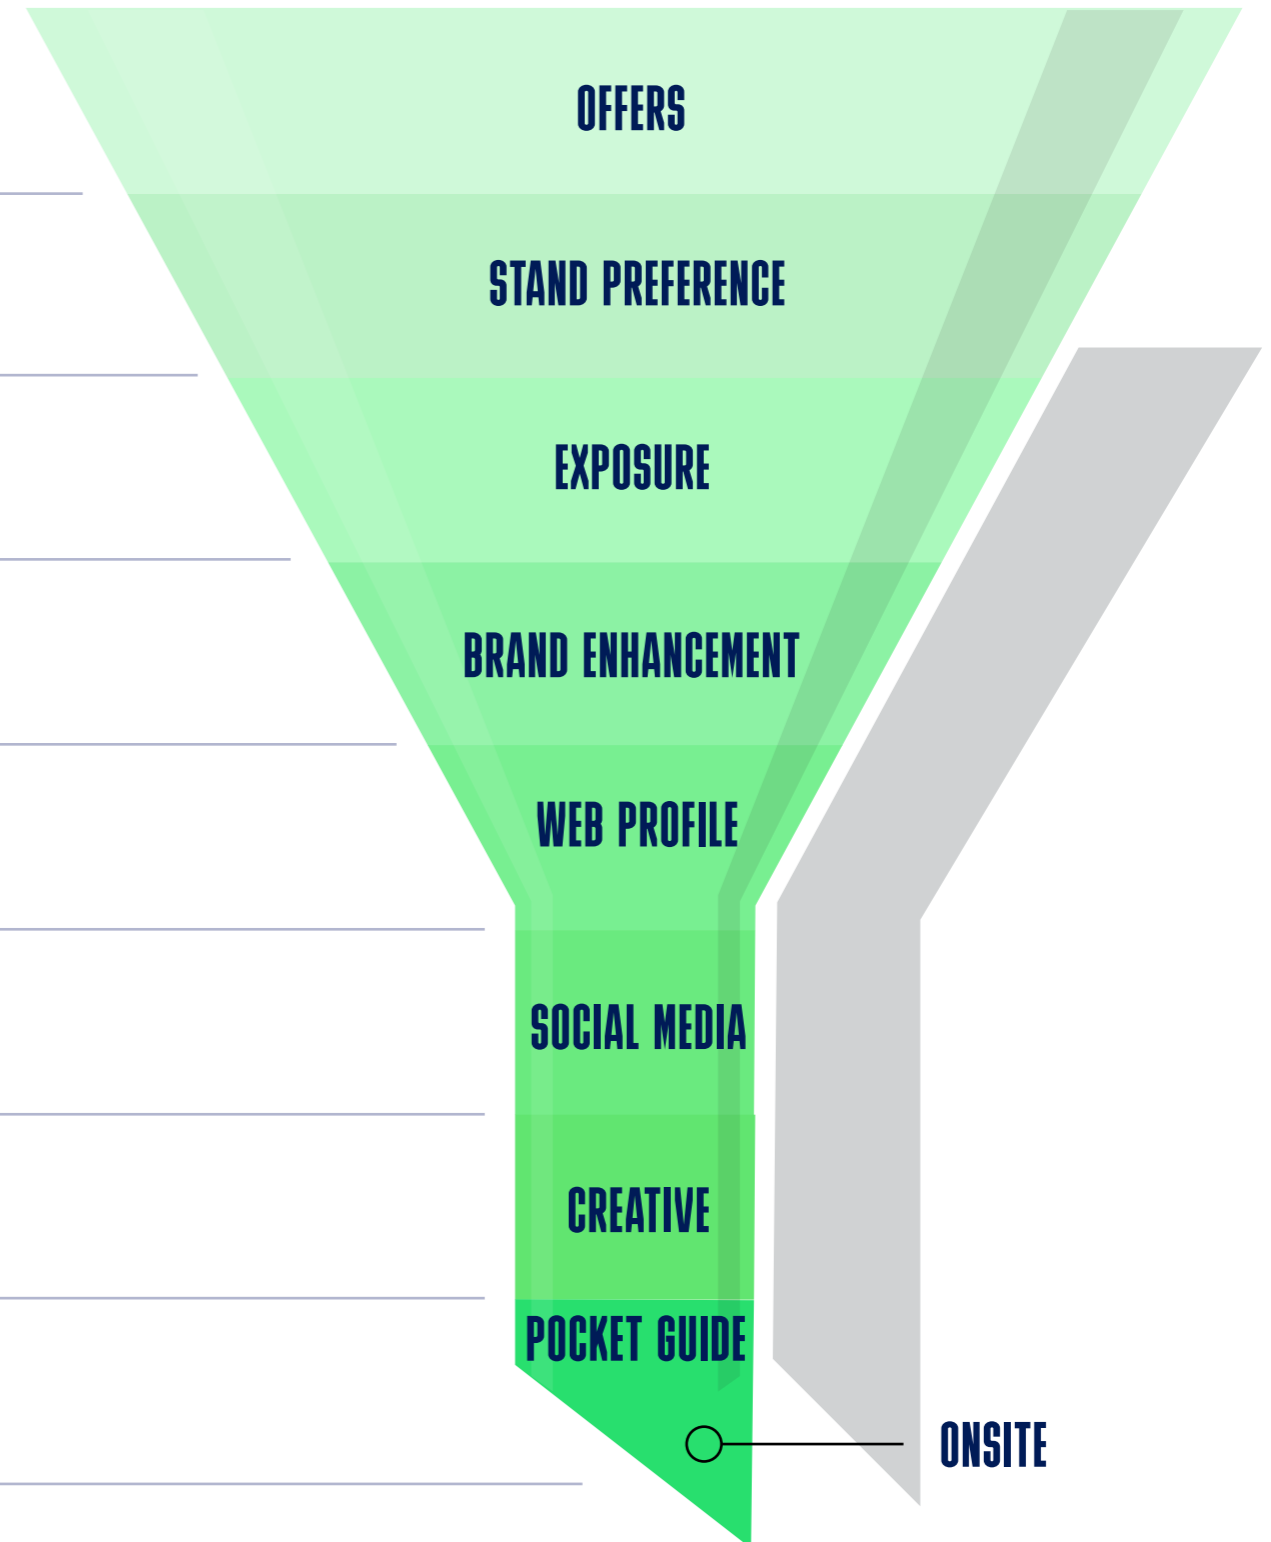 OFFERS
STAND PREFERENCE
EXPOSURE
BRAND ENHANCEMENT
WEB PROFILE
SOCIAL MEDIA
CREATIVE
POCKET GUIDE
ONSITE